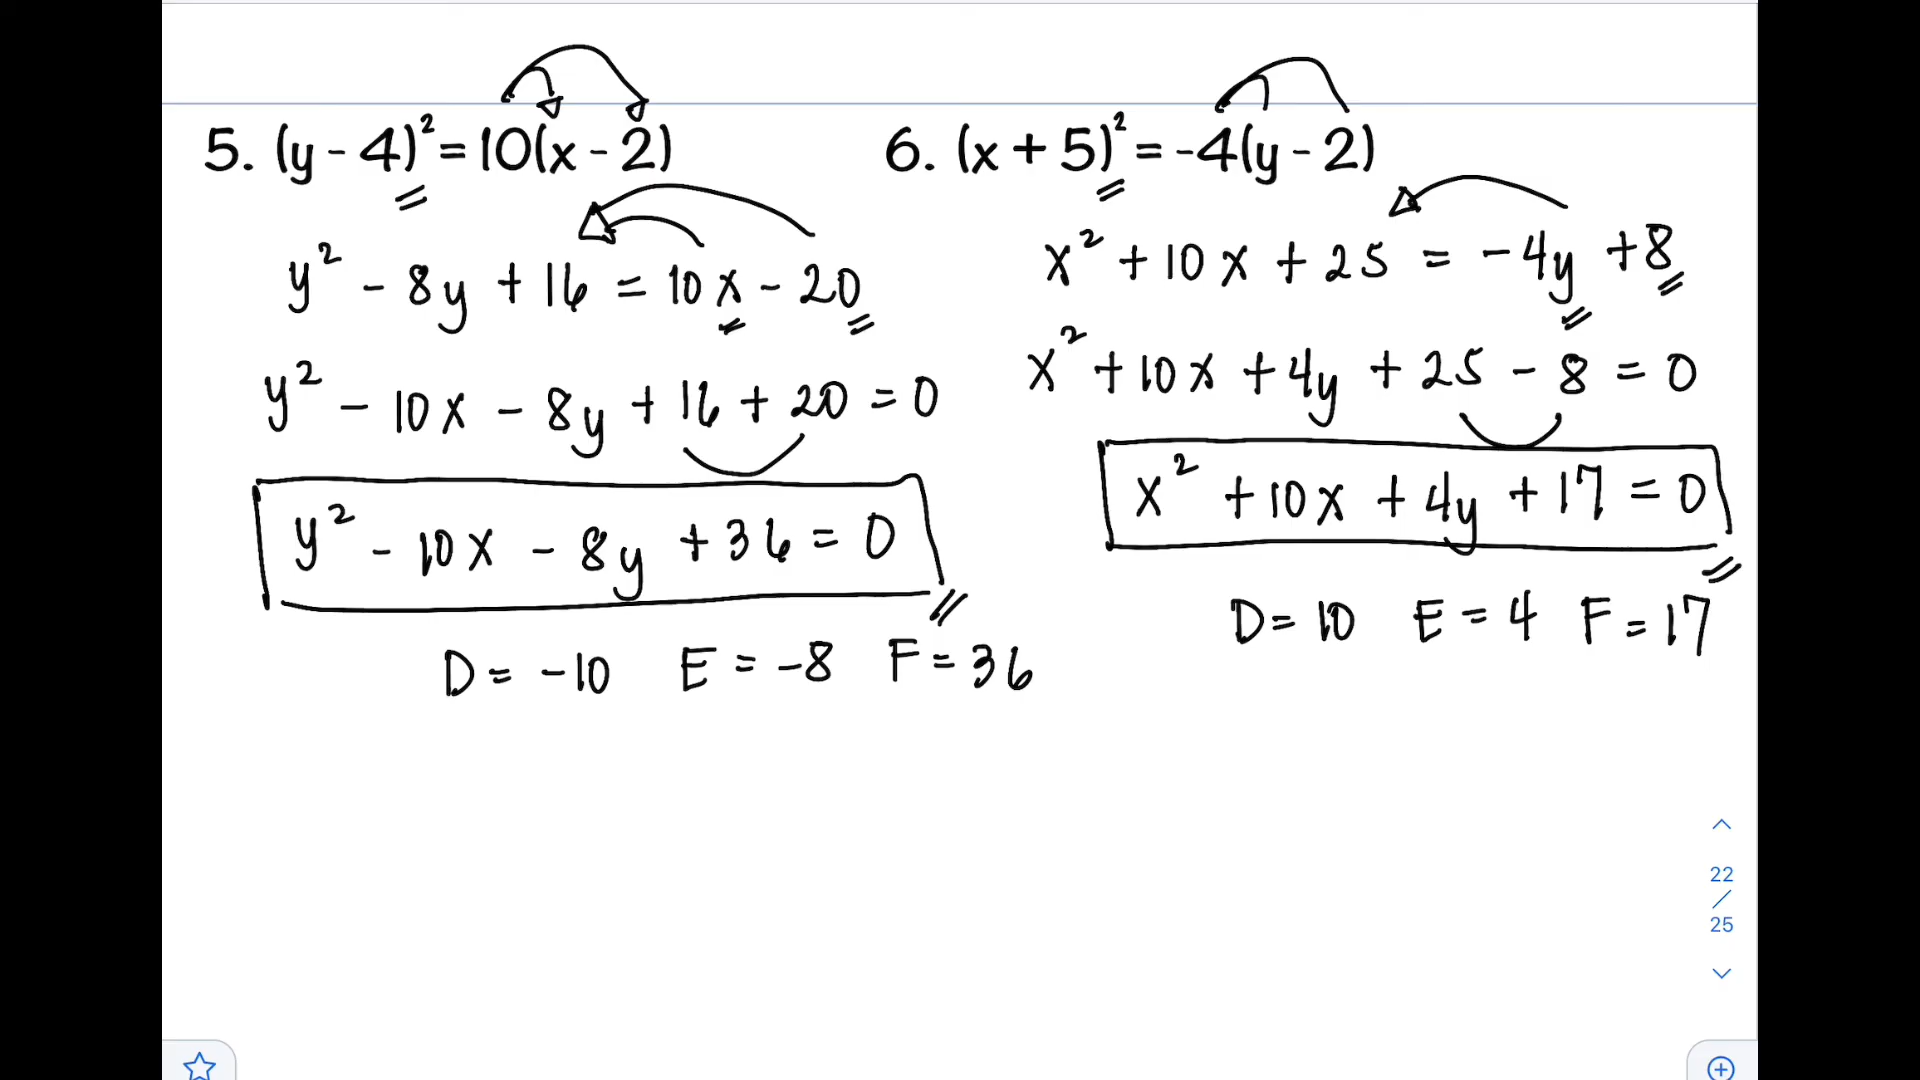 5. (y - 4)² = 10(x - 2)
y² - 8y + 16 = 10x - 20
y² - 10x - 8y + 16 + 20 = 0
y² - 10x - 8y + 36 = 0
D = -10 E = -8 F = 36
6. (x + 5)² = -4(y - 2)
x² + 10x + 25 = -4y + 8
x² + 10x + 4y + 25 - 8 = 0
x² + 10x + 4y + 17 = 0
D = 10 E = 4 F = 17
22
/
25